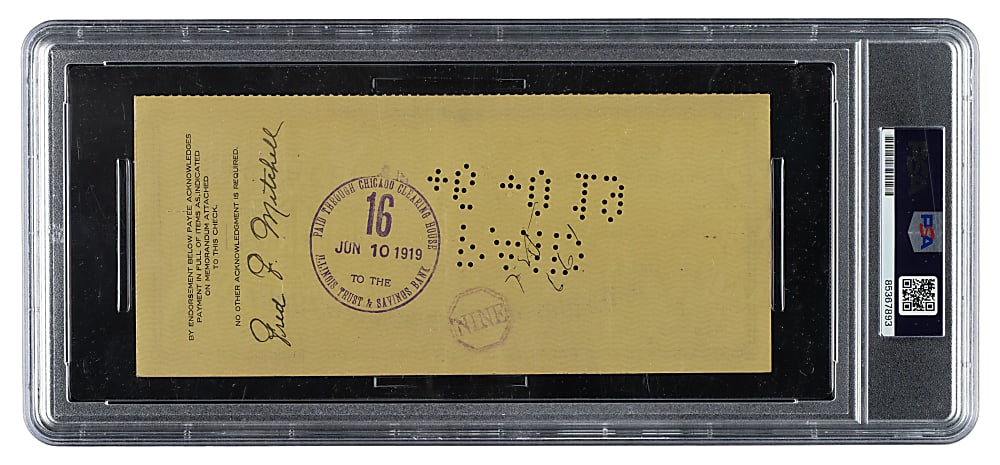 BY ENDORSEMENT BELOW PAYEE ACKNOWLEDGES
PAYMENT IN FULL OF ITEMS AS INDICATED
ON MEMORANDUM ATTACHED
TO THIS CHECK.
NO OTHER ACKNOWLEDGMENT IS REQUIRED.
Fred J. Mitchell
PAID THROUGH CHICAGO CLEARING HOUSE
16
JUN 10 1919
TO THE
ILLINOIS TRUST & SAVINGS BANK
NINE
PSA
85367893